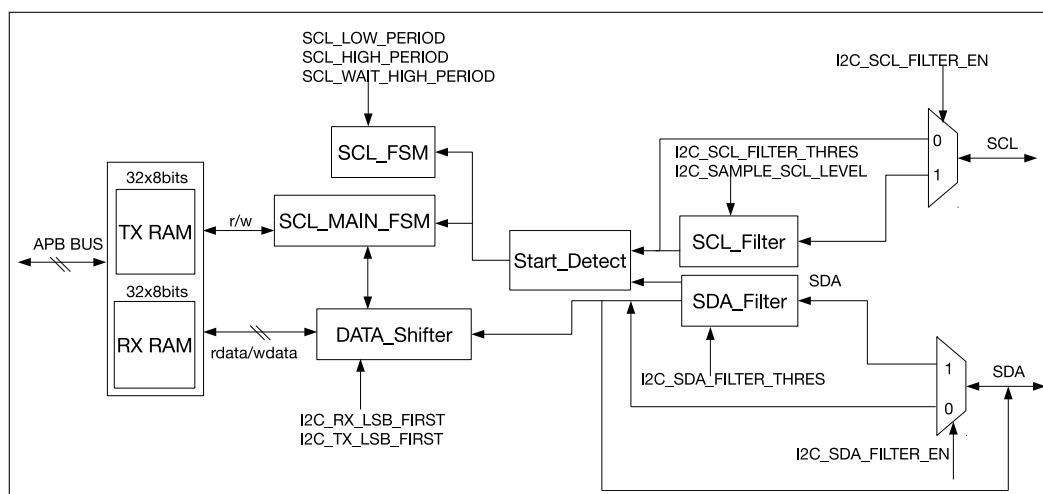 SCL_LOW_PERIOD
SCL_HIGH_PERIOD
SCL_WAIT_HIGH_PERIOD
I2C_SCL_FILTER_EN
SCL_FSM
0
SCL
1
I2C_SCL_FILTER_THRES
I2C_SAMPLE_SCL_LEVEL
32x8bits
TX RAM
r/w
SCL_MAIN_FSM
SCL_Filter
APB BUS
Start_Detect
32x8bits
RX RAM
rdata/wdata
DATA_Shifter
SDA_Filter
SDA
I2C_SDA_FILTER_THRES
1
SDA
0
I2C_RX_LSB_FIRST
I2C_TX_LSB_FIRST
I2C_SDA_FILTER_EN